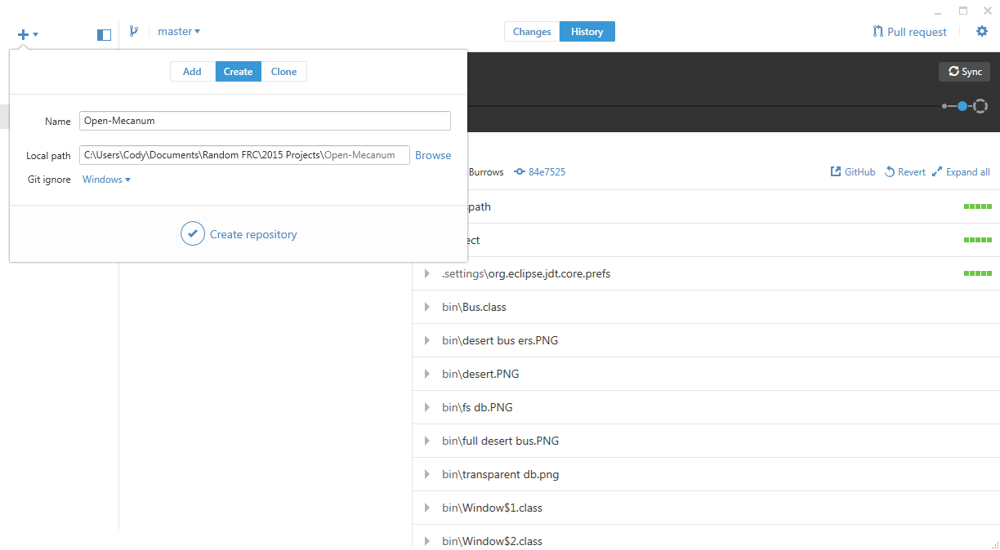 master
Changes History
Pull request
Add Create Clone
Sync
Name Open-Mecanum
Local path C:\Users\Cody\Documents\Random FRC\2015 Projects\Open-Mecanum Browse
Git ignore Windows
Create repository
Burrows 84e7525 GitHub Revert Expand all
path
ect
.settings\org.eclipse.jdt.core.prefs
bin\Bus.class
bin\desert bus ers.PNG
bin\desert.PNG
bin\fs db.PNG
bin\full desert bus.PNG
bin\transparent db.png
bin\Window$1.class
bin\Window$2.class